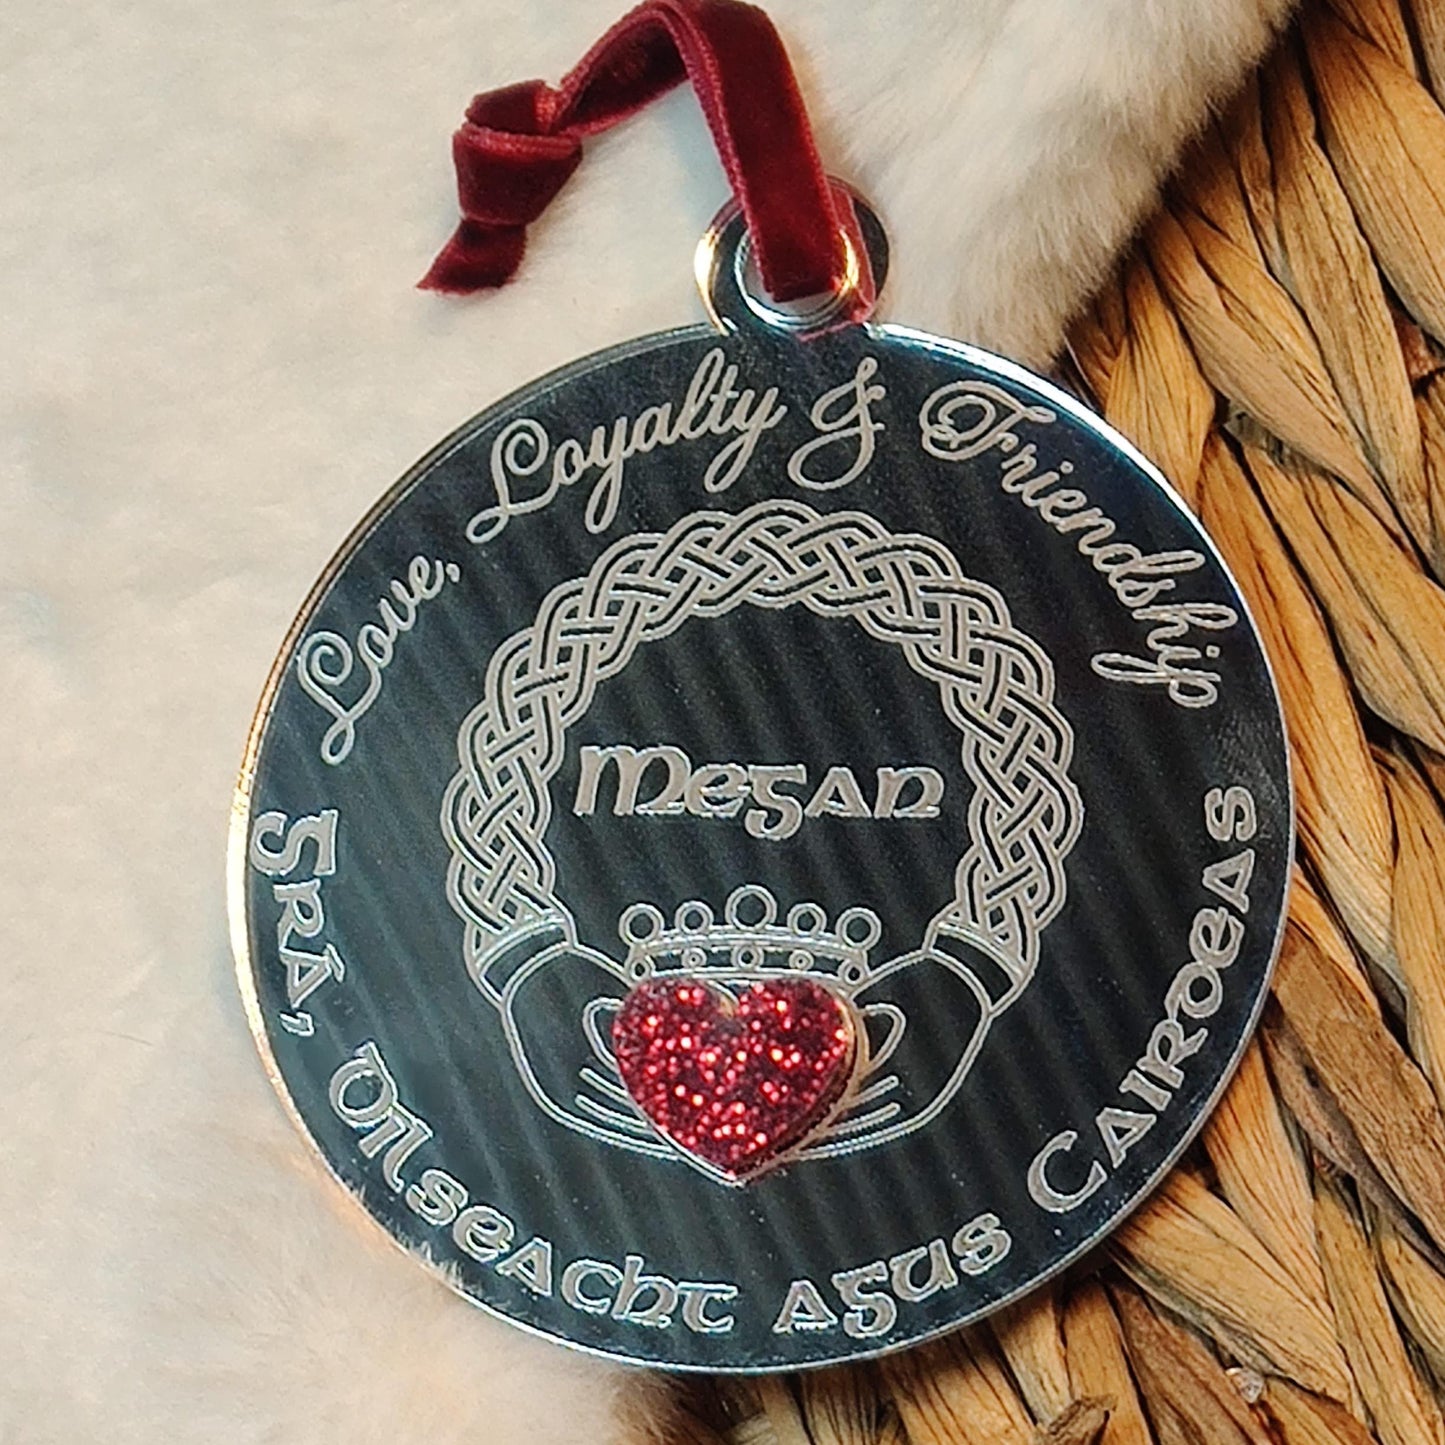 Love, Loyalty & Friendship
Megan
Grá, Dílseacht agus Cairdeas